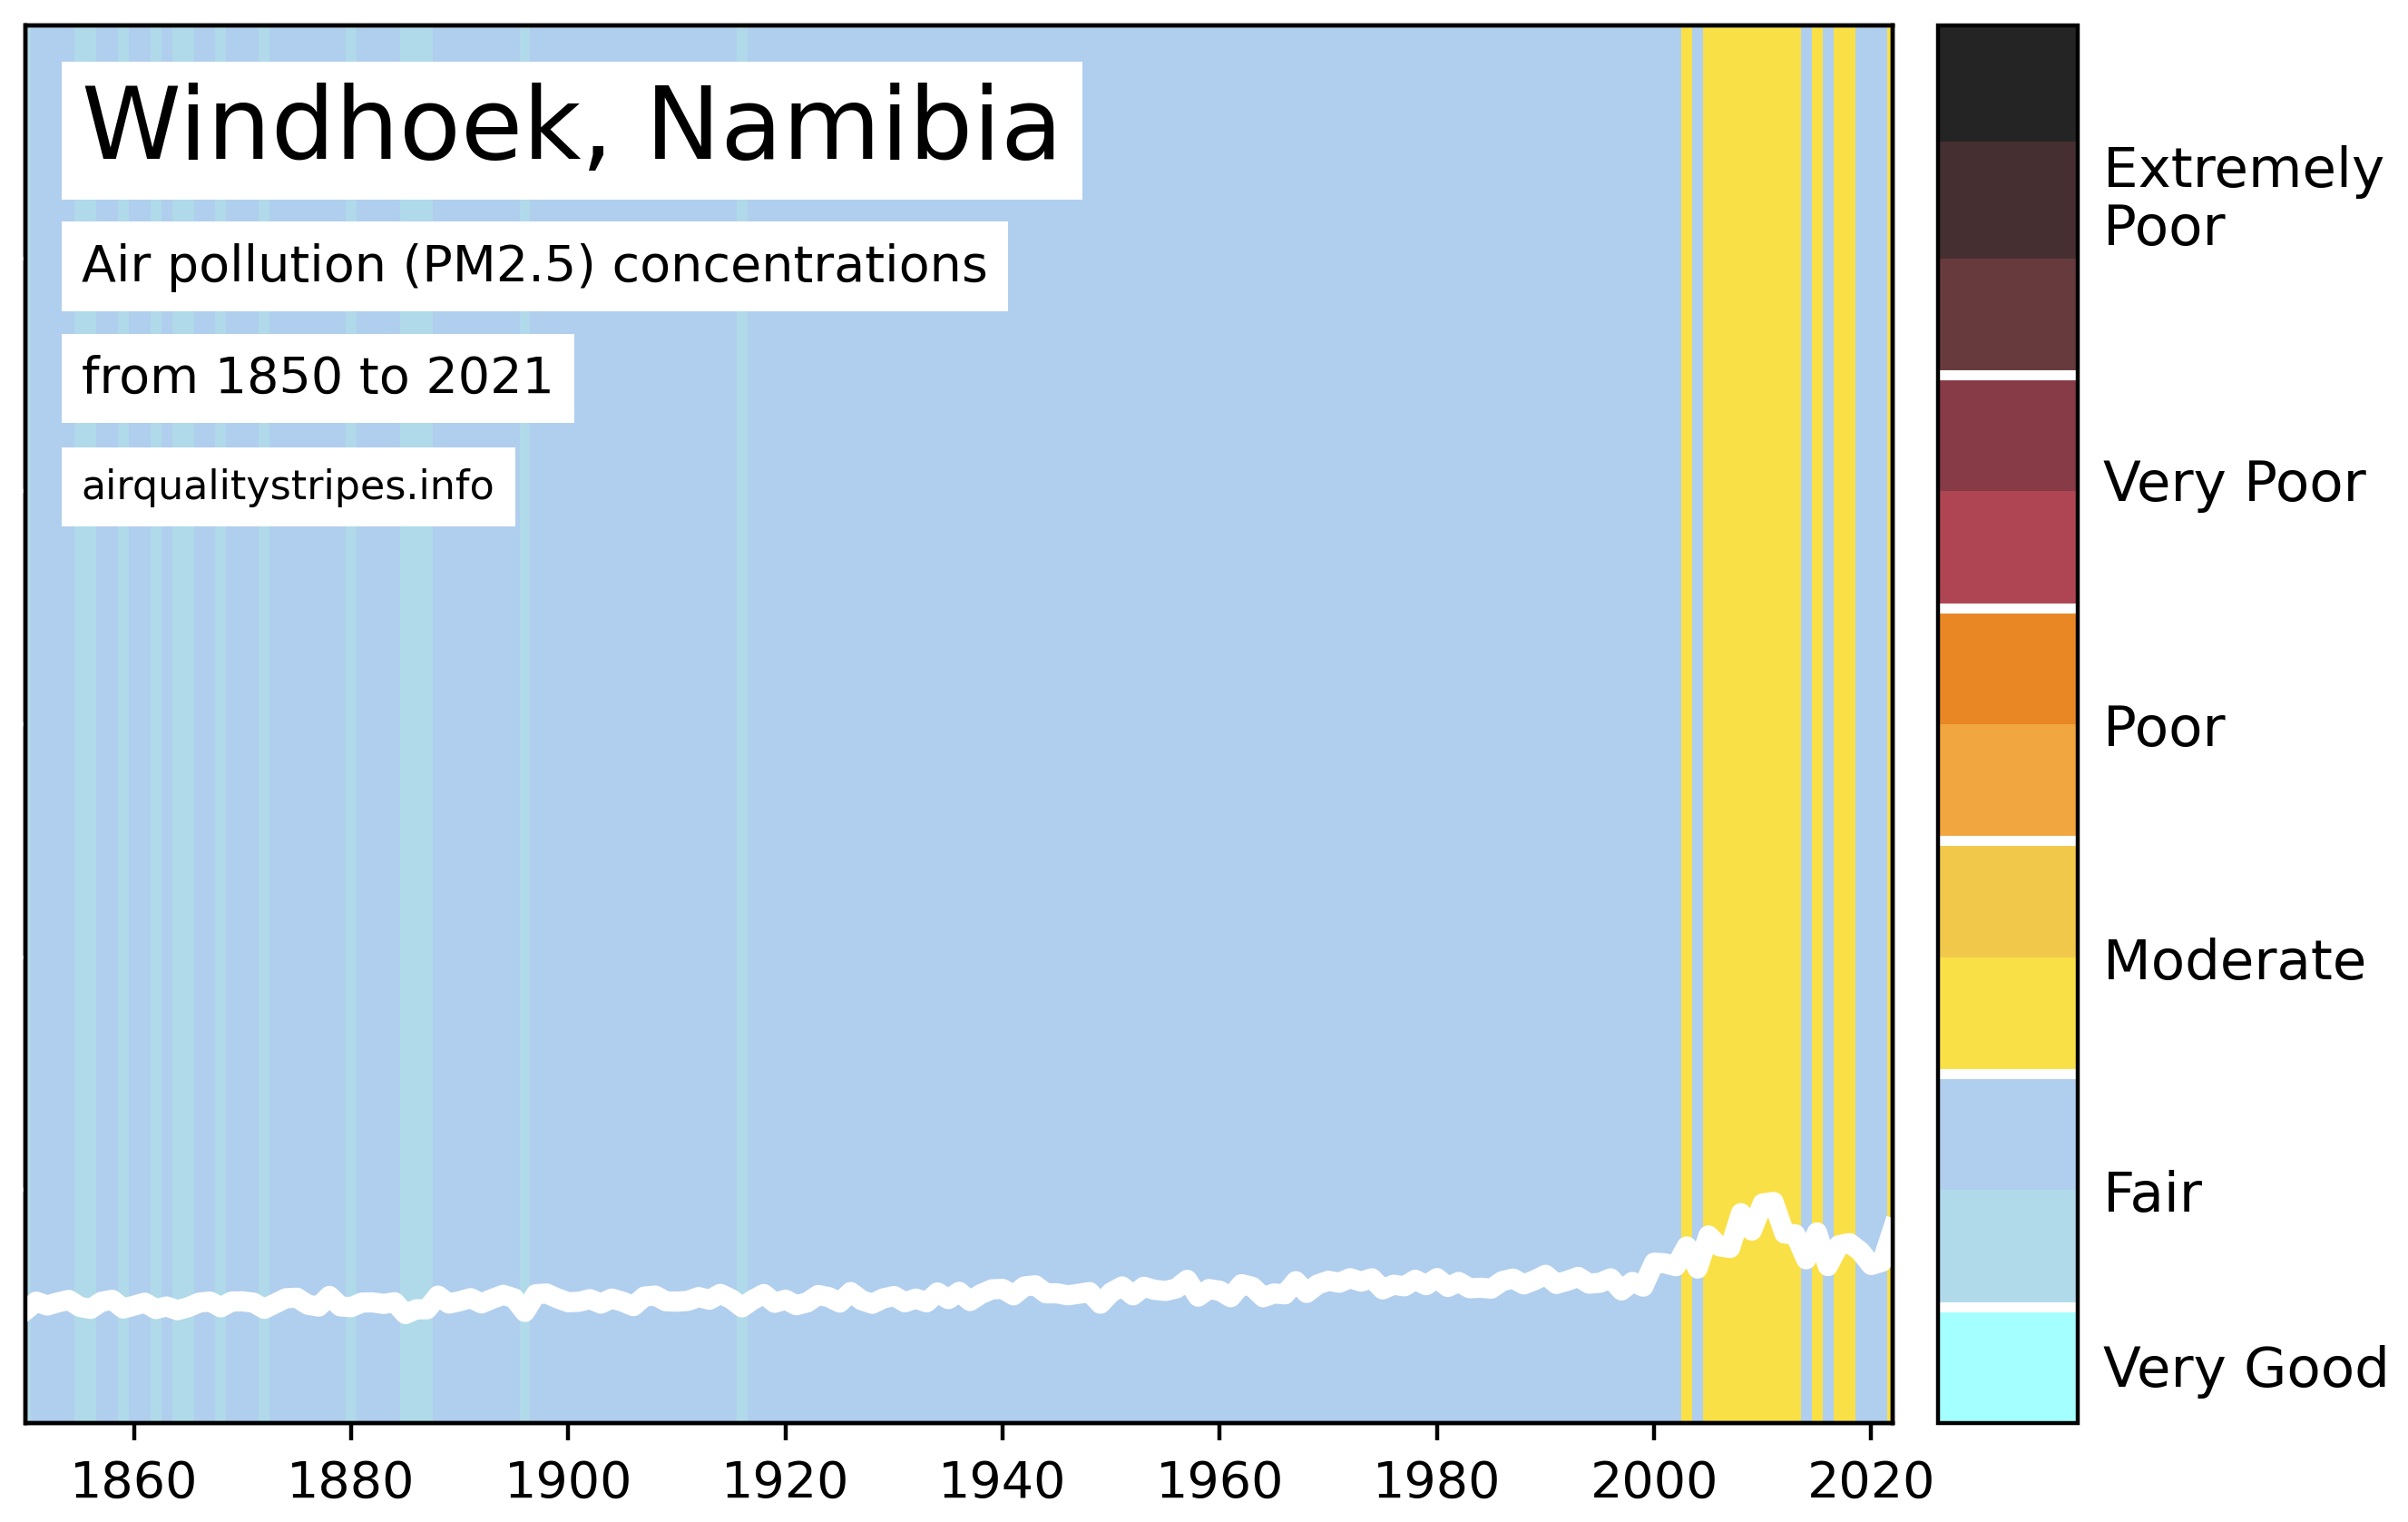 Windhoek, Namibia
Air pollution (PM2.5) concentrations
from 1850 to 2021
airqualitystripes.info
Extremely
Poor
Very Poor
Poor
Moderate
Fair
Very Good
1860 1880 1900 1920 1940 1960 1980 2000 2020